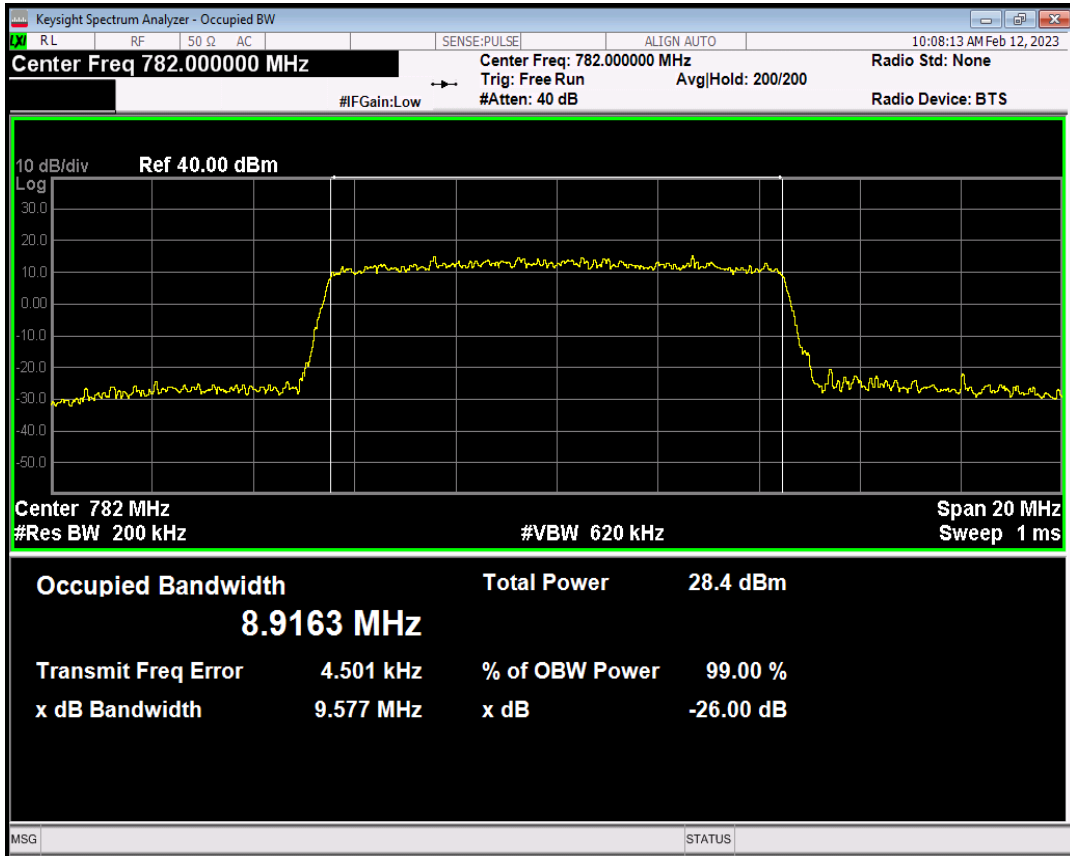 Keysight Spectrum Analyzer - Occupied BW
LXI RL RF 50 Ω AC SENSE:PULSE ALIGN AUTO 10:08:13 AM Feb 12, 2023
Center Freq 782.000000 MHz Center Freq: 782.000000 MHz Radio Std: None
Trig: Free Run Avg|Hold: 200/200
#IFGain:Low #Atten: 40 dB Radio Device: BTS
10 dB/div Ref 40.00 dBm
Log
30.0
20.0
10.0
0.00
-10.0
-20.0
-30.0
-40.0
-50.0
Center 782 MHz Span 20 MHz
#Res BW 200 kHz #VBW 620 kHz Sweep 1 ms
Occupied Bandwidth Total Power 28.4 dBm
8.9163 MHz
Transmit Freq Error 4.501 kHz % of OBW Power 99.00 %
x dB Bandwidth 9.577 MHz x dB -26.00 dB
MSG STATUS